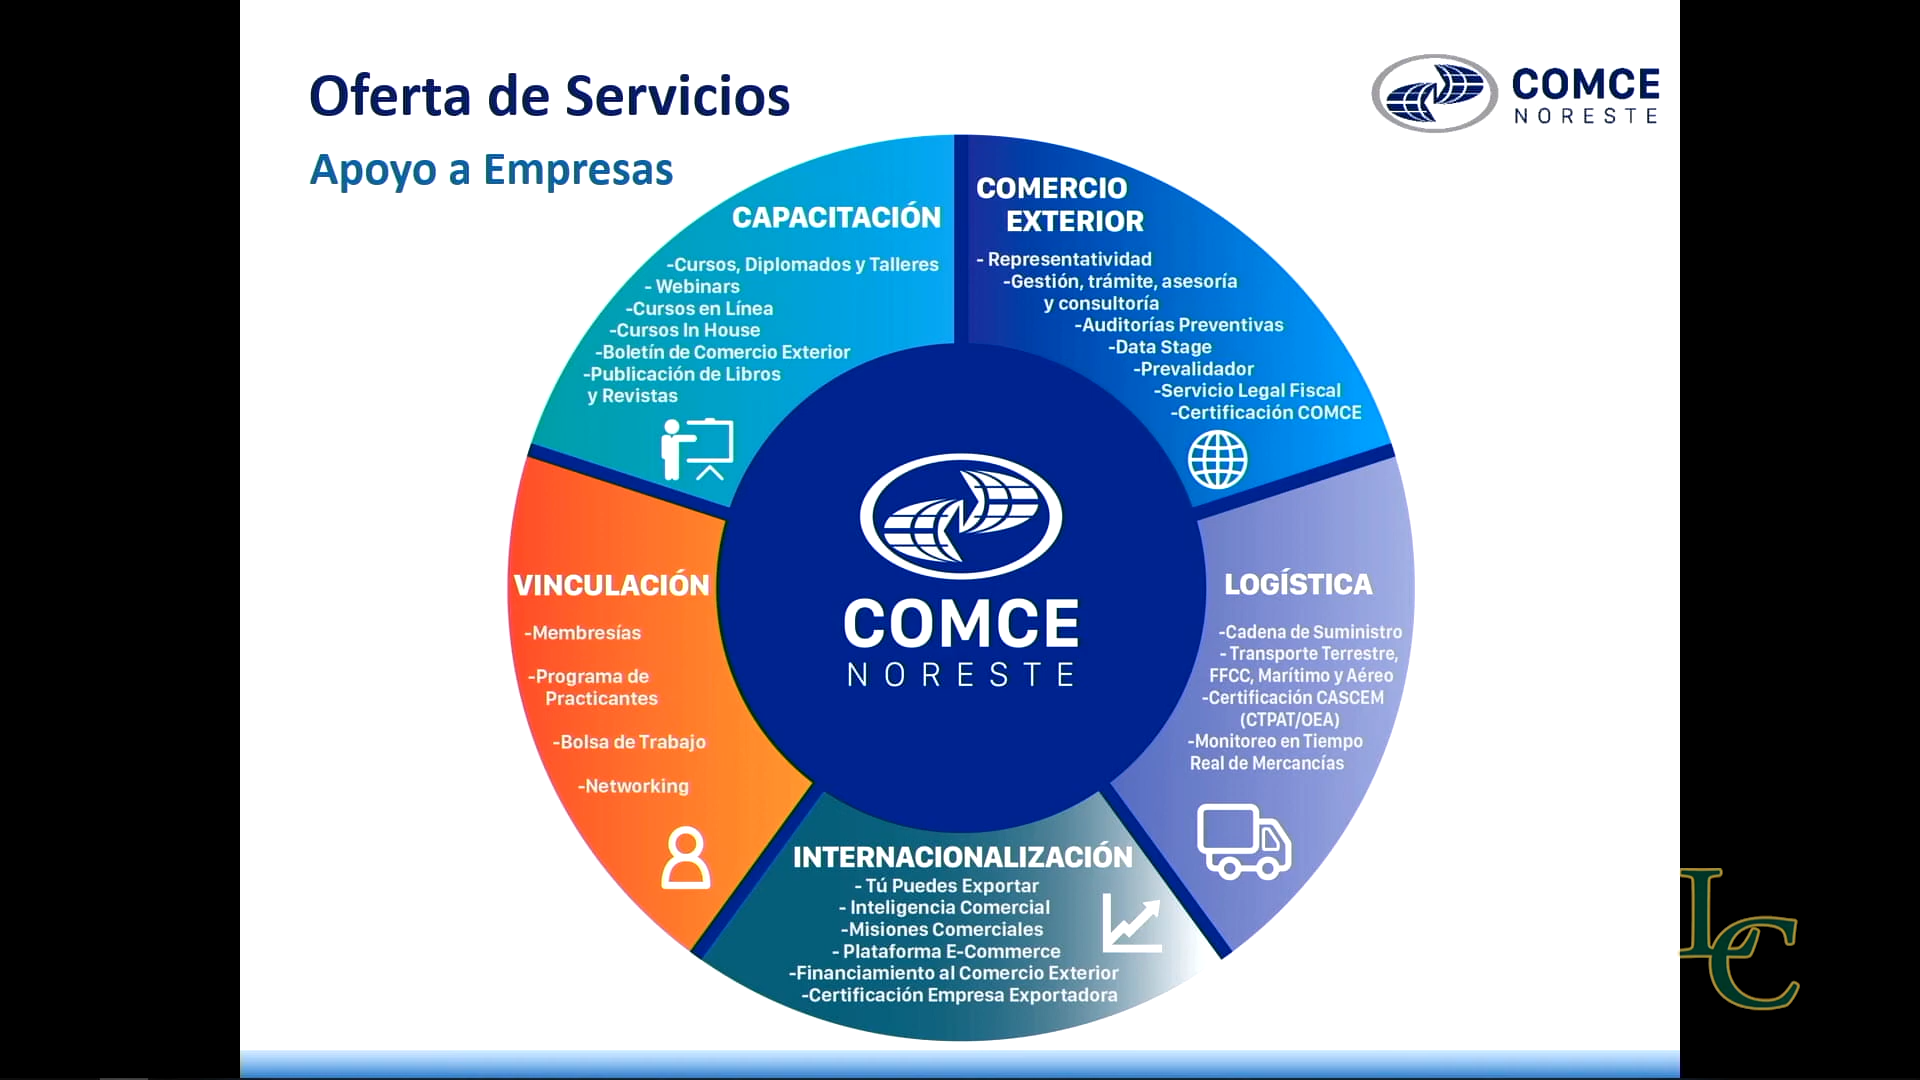 Oferta de Servicios
Apoyo a Empresas
COMCE
NORESTE
CAPACITACIÓN
-Cursos, Diplomados y Talleres
- Webinars
-Cursos en Línea
-Cursos In House
-Boletín de Comercio Exterior
-Publicación de Libros
y Revistas
COMERCIO
EXTERIOR
- Representatividad
-Gestión, trámite, asesoría
y consultoría
-Auditorías Preventivas
-Data Stage
-Prevalidador
-Servicio Legal Fiscal
-Certificación COMCE
VINCULACIÓN
-Membresías
-Programa de
Practicantes
-Bolsa de Trabajo
-Networking
COMCE
NORESTE
LOGÍSTICA
-Cadena de Suministro
- Transporte Terrestre,
FFCC, Marítimo y Aéreo
-Certificación CASCEM
(CTPAT/OEA)
-Monitoreo en Tiempo
Real de Mercancías
INTERNACIONALIZACIÓN
- Tú Puedes Exportar
- Inteligencia Comercial
-Misiones Comerciales
- Plataforma E-Commerce
-Financiamiento al Comercio Exterior
-Certificación Empresa Exportadora
LC